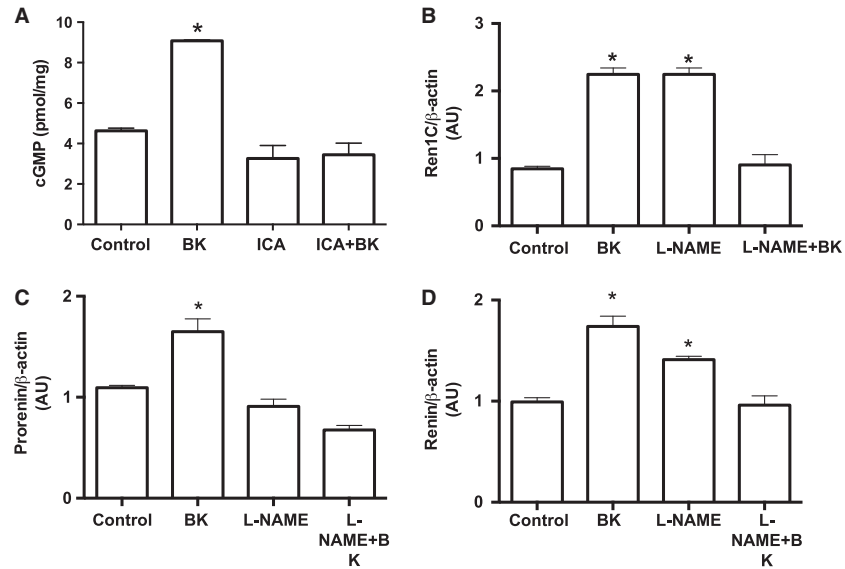 A
cGMP (pmol/mg)
10
8
6
4
2
0
*
Control BK ICA ICA+BK
B
Ren1C/β-actin
(AU)
3
2
1
0
* *
Control BK L-NAME L-NAME+BK
C
Prorenin/β-actin
(AU)
2
1
0
*
Control BK L-NAME L-
NAME+B
K
D
Renin/β-actin
(AU)
2
1
0
*
*
Control BK L-NAME L-
NAME+B
K